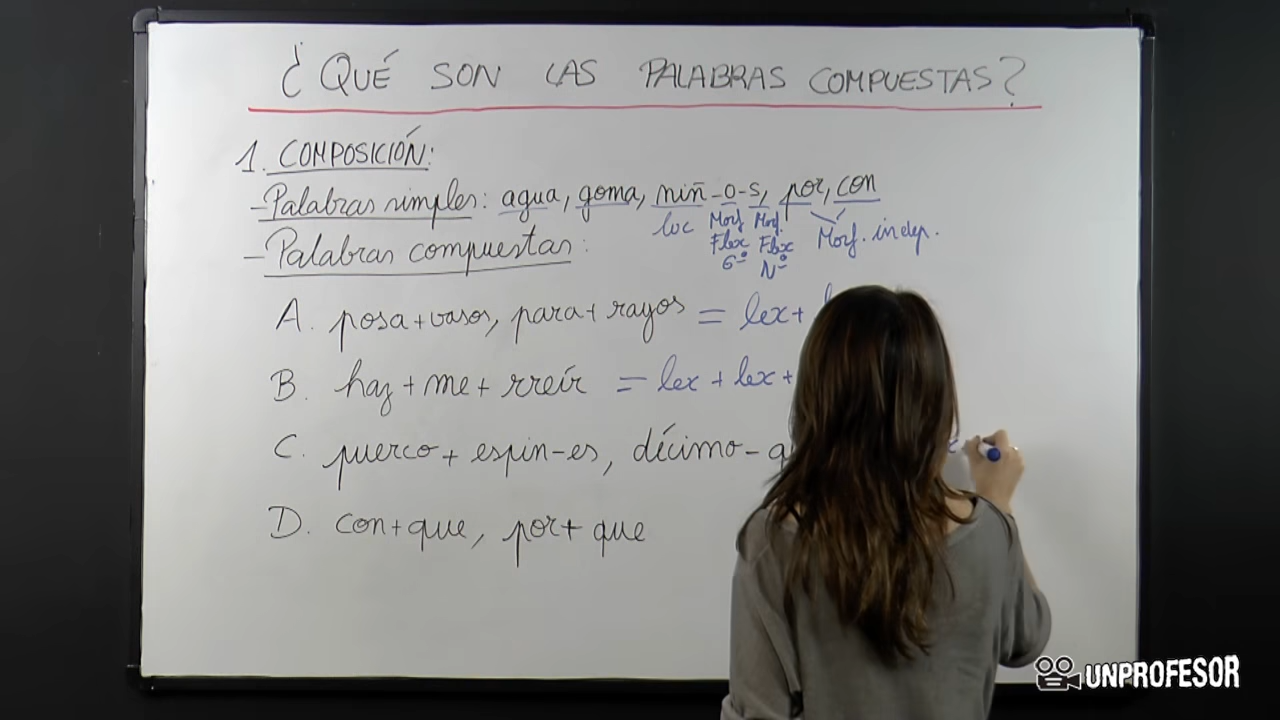 ¿QUÉ SON LAS PALABRAS COMPUESTAS?
1. COMPOSICIÓN:
- Palabras simples: agua, goma, niñ-o-s, por, con
lex Morf Morf. Morf. indep.
Flex Flex
Gº Nº
- Palabras compuestas:
A. posa+vasos, para+rayos = lex+
B. haz+me+rreír = lex + lex +
C. puerco + espin-es, décimo-
D. con+que, por+ que
UNPROFESOR